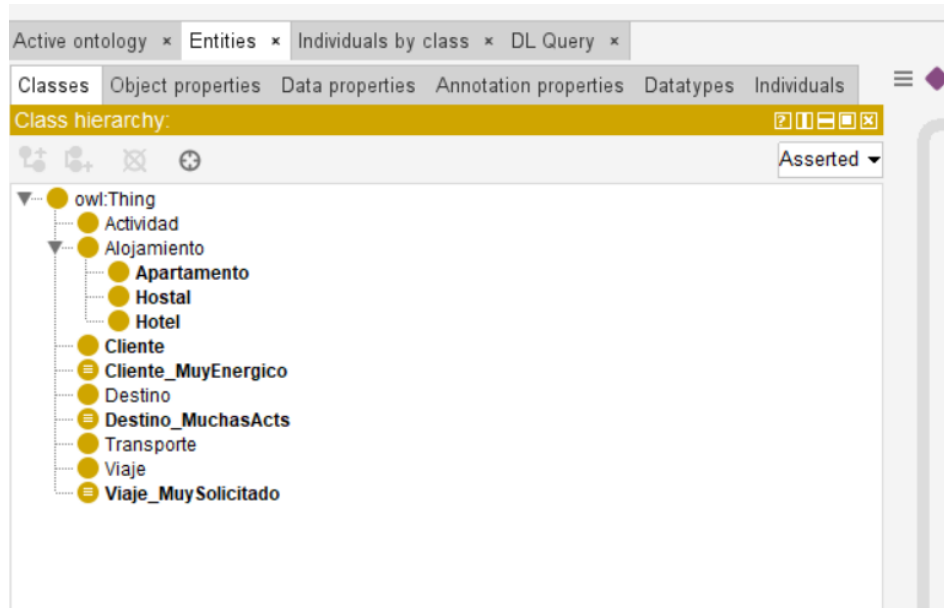 Active ontology × Entities × Individuals by class × DL Query ×
Classes Object properties Data properties Annotation properties Datatypes Individuals
Class hierarchy:
Asserted
owl:Thing
Actividad
Alojamiento
Apartamento
Hostal
Hotel
Cliente
Cliente_MuyEnergico
Destino
Destino_MuchasActs
Transporte
Viaje
Viaje_MuySolicitado